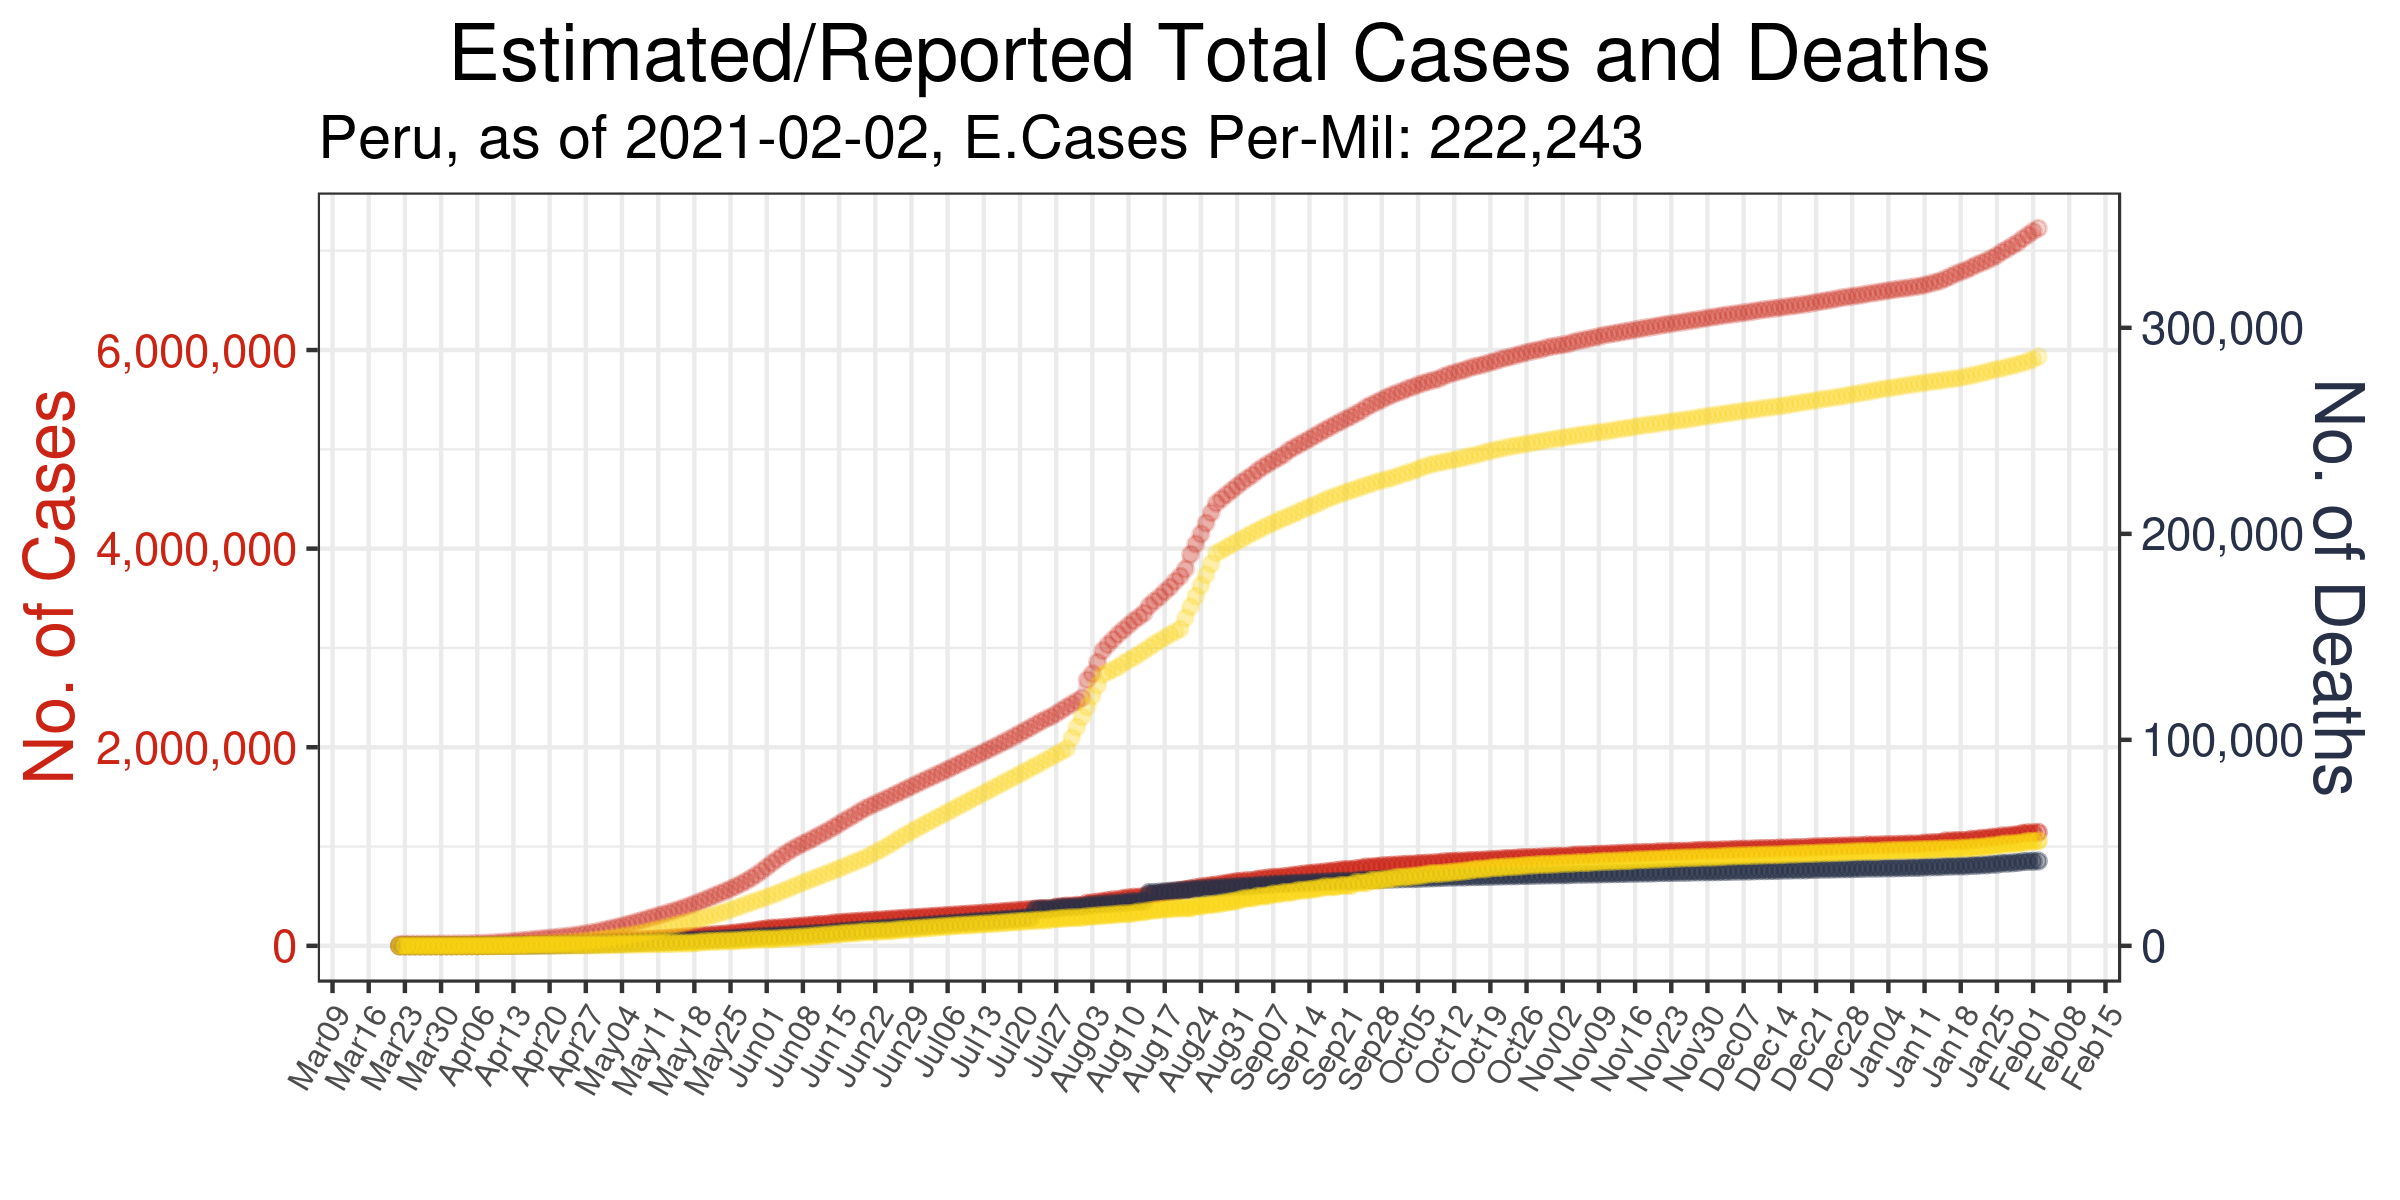 Estimated/Reported Total Cases and Deaths
Peru, as of 2021-02-02, E.Cases Per-Mil: 222,243
No. of Cases
6,000,000
4,000,000
2,000,000
0
300,000
200,000
100,000
0
No. of Deaths
Mar09 Mar16 Mar23 Mar30 Apr06 Apr13 Apr20 Apr27 May04 May11 May18 May25 Jun01 Jun08 Jun15 Jun22 Jun29 Jul06 Jul13 Jul20 Jul27 Aug03 Aug10 Aug17 Aug24 Aug31 Sep07 Sep14 Sep21 Sep28 Oct05 Oct12 Oct19 Oct26 Nov02 Nov09 Nov16 Nov23 Nov30 Dec07 Dec14 Dec21 Dec28 Jan04 Jan11 Jan18 Jan25 Feb01 Feb08 Feb15